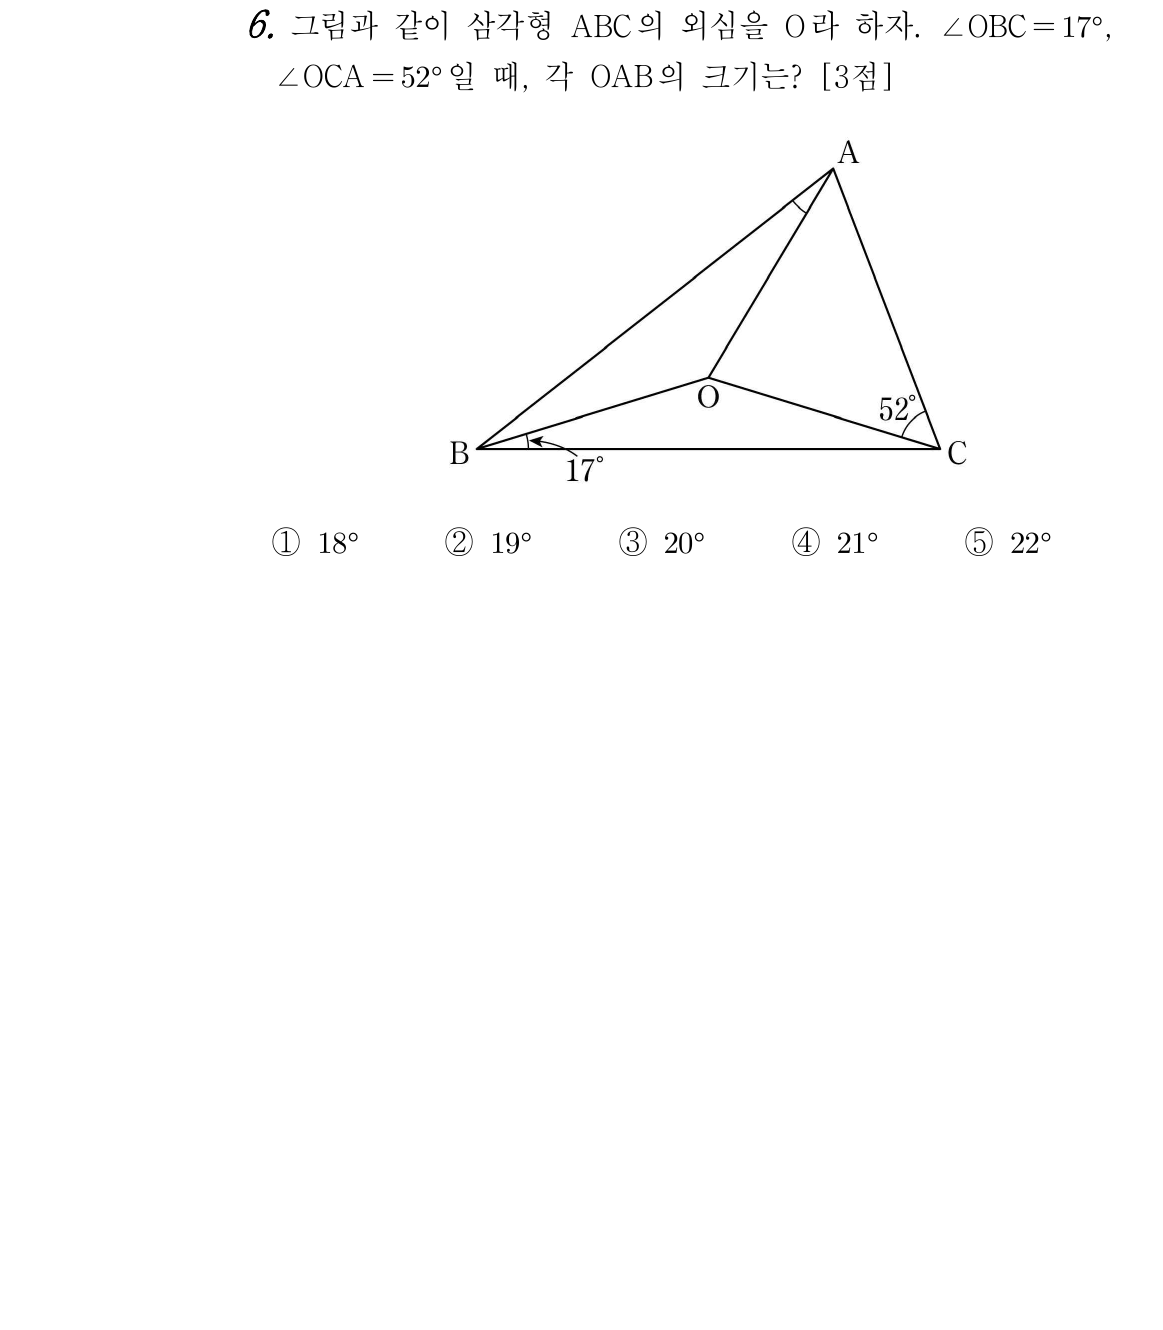 6. 그림과 같이 삼각형 ABC의 외심을 O라 하자. ∠OBC=17°,
∠OCA=52°일 때, 각 OAB의 크기는? [3점]
A
O
52°
B
C
17°
① 18° ② 19° ③ 20° ④ 21° ⑤ 22°